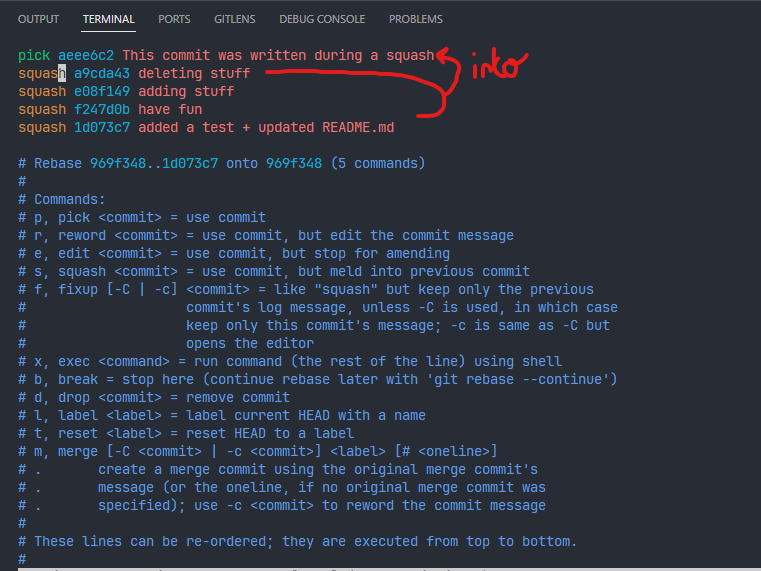 OUTPUT TERMINAL PORTS GITLENS DEBUG CONSOLE PROBLEMS
pick aeee6c2 This commit was written during a squash
into
squash a9cda43 deleting stuff
squash e08f149 adding stuff
squash f247d0b have fun
squash 1d073c7 added a test + updated README.md
# Rebase 969f348..1d073c7 onto 969f348 (5 commands)
#
# Commands:
# p, pick <commit> = use commit
# r, reword <commit> = use commit, but edit the commit message
# e, edit <commit> = use commit, but stop for amending
# s, squash <commit> = use commit, but meld into previous commit
# f, fixup [-C | -c] <commit> = like "squash" but keep only the previous
#                    commit's log message, unless -C is used, in which case
#                    keep only this commit's message; -c is same as -C but
#                    opens the editor
# x, exec <command> = run command (the rest of the line) using shell
# b, break = stop here (continue rebase later with 'git rebase --continue')
# d, drop <commit> = remove commit
# l, label <label> = label current HEAD with a name
# t, reset <label> = reset HEAD to a label
# m, merge [-C <commit> | -c <commit>] <label> [# <oneline>]
# .       create a merge commit using the original merge commit's
# .       message (or the oneline, if no original merge commit was
# .       specified); use -c <commit> to reword the commit message
#
# These lines can be re-ordered; they are executed from top to bottom.
#